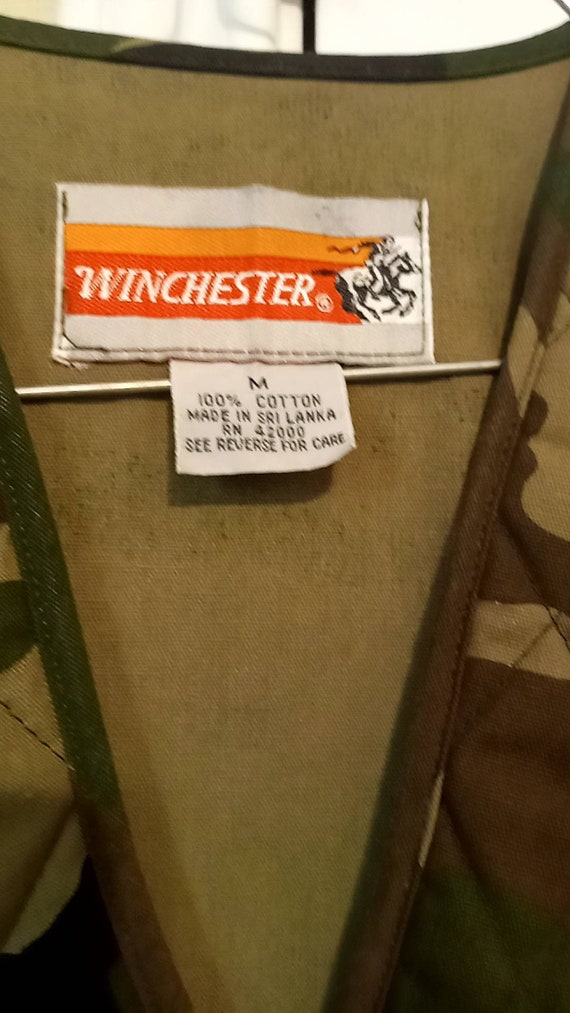 WINCHESTER®
M
100% COTTON
MADE IN SRI LANKA
RN 42000
SEE REVERSE FOR CARE